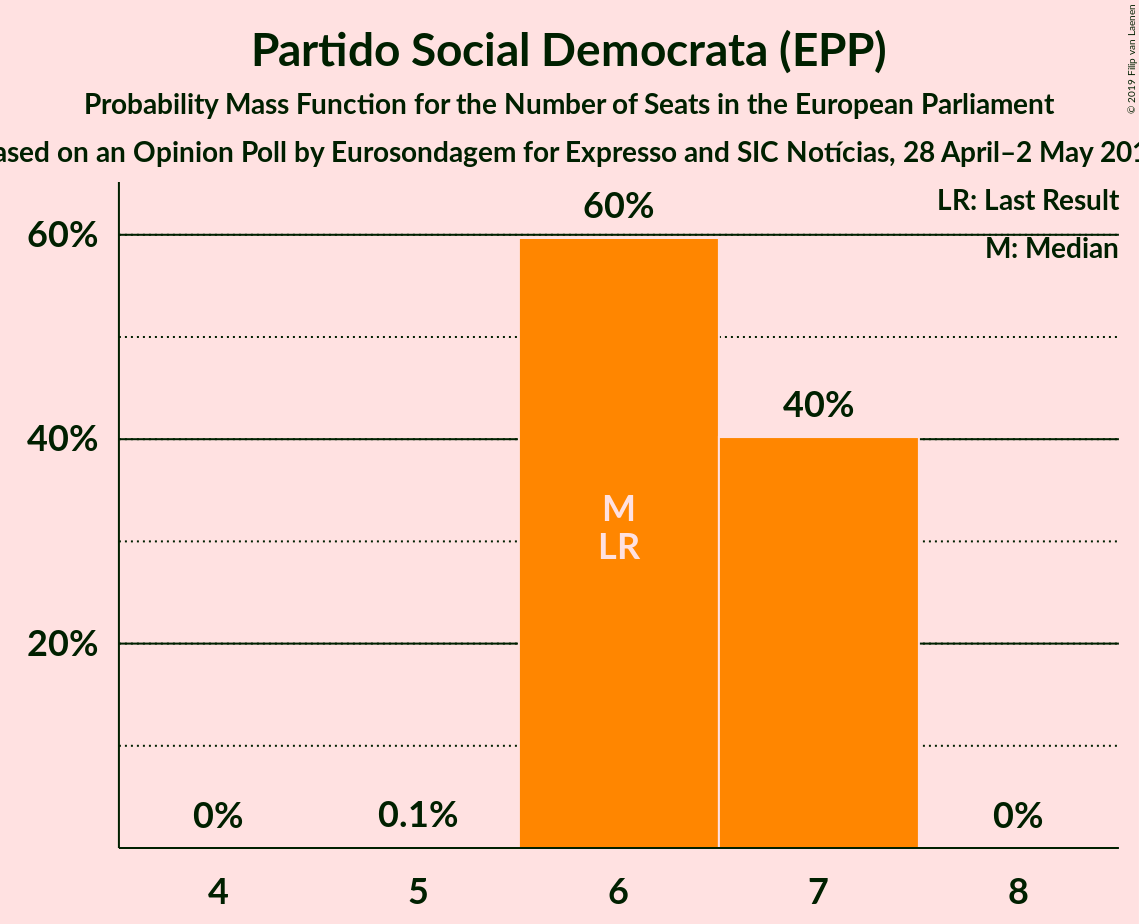 Partido Social Democrata (EPP)
Probability Mass Function for the Number of Seats in the European Parliament
on an Opinion Poll by Eurosondagem for Expresso and SIC Notícias, 28 April–2 May
© 2019 Filip van Laenen
LR: Last Result
M: Median
60%
40%
20%
60%
40%
M
LR
0%
0.1%
0%
4
5
6
7
8